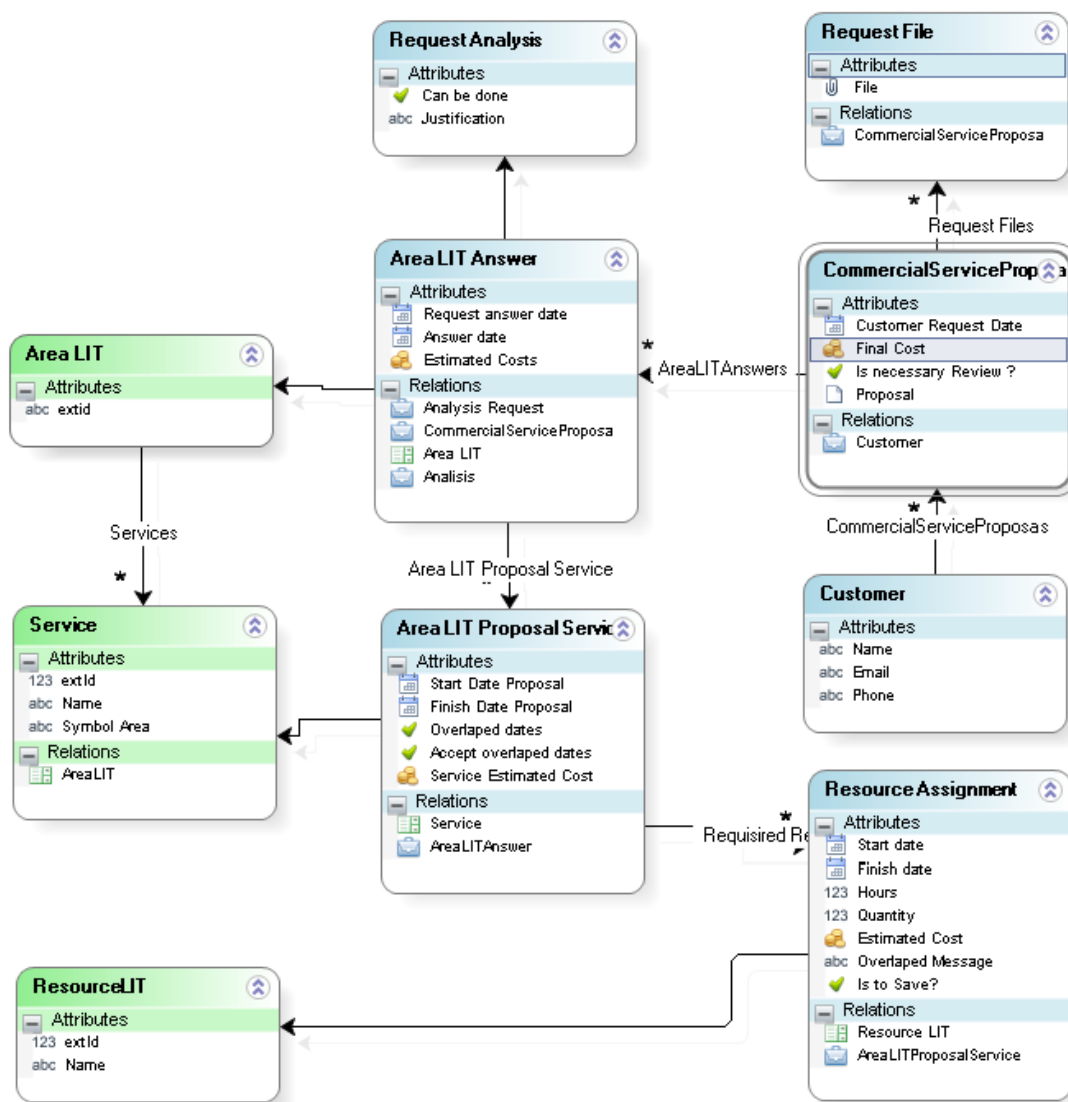 Request Analysis
Attributes
Can be done
abc Justification
Request File
Attributes
File
Relations
CommercialServiceProposa
*
Request Files
Area LIT Answer
Attributes
Request answer date
Answer date
Estimated Costs
Relations
Analysis Request
CommercialServiceProposa
Area LIT
Analisis
CommercialServiceProposa
Attributes
Customer Request Date
Final Cost
Is necessary Review ?
Proposal
Relations
Customer
*
AreaLITAnswers
Area LIT
Attributes
abc extid
Services
*
*
CommercialServiceProposas
Area LIT Proposal Service
*
Customer
Attributes
abc Name
abc Email
abc Phone
Service
Attributes
123 extId
abc Name
abc Symbol Area
Relations
AreaLIT
Area LIT Proposal Servic
Attributes
Start Date Proposal
Finish Date Proposal
Overlaped dates
Accept overlaped dates
Service Estimated Cost
Relations
Service
AreaLITAnswer
*
Requisired Re
Resource Assignment
Attributes
Start date
Finish date
123 Hours
123 Quantity
Estimated Cost
abc Overlaped Message
Is to Save?
Relations
Resource LIT
AreaLITProposalService
ResourceLIT
Attributes
123 extId
abc Name